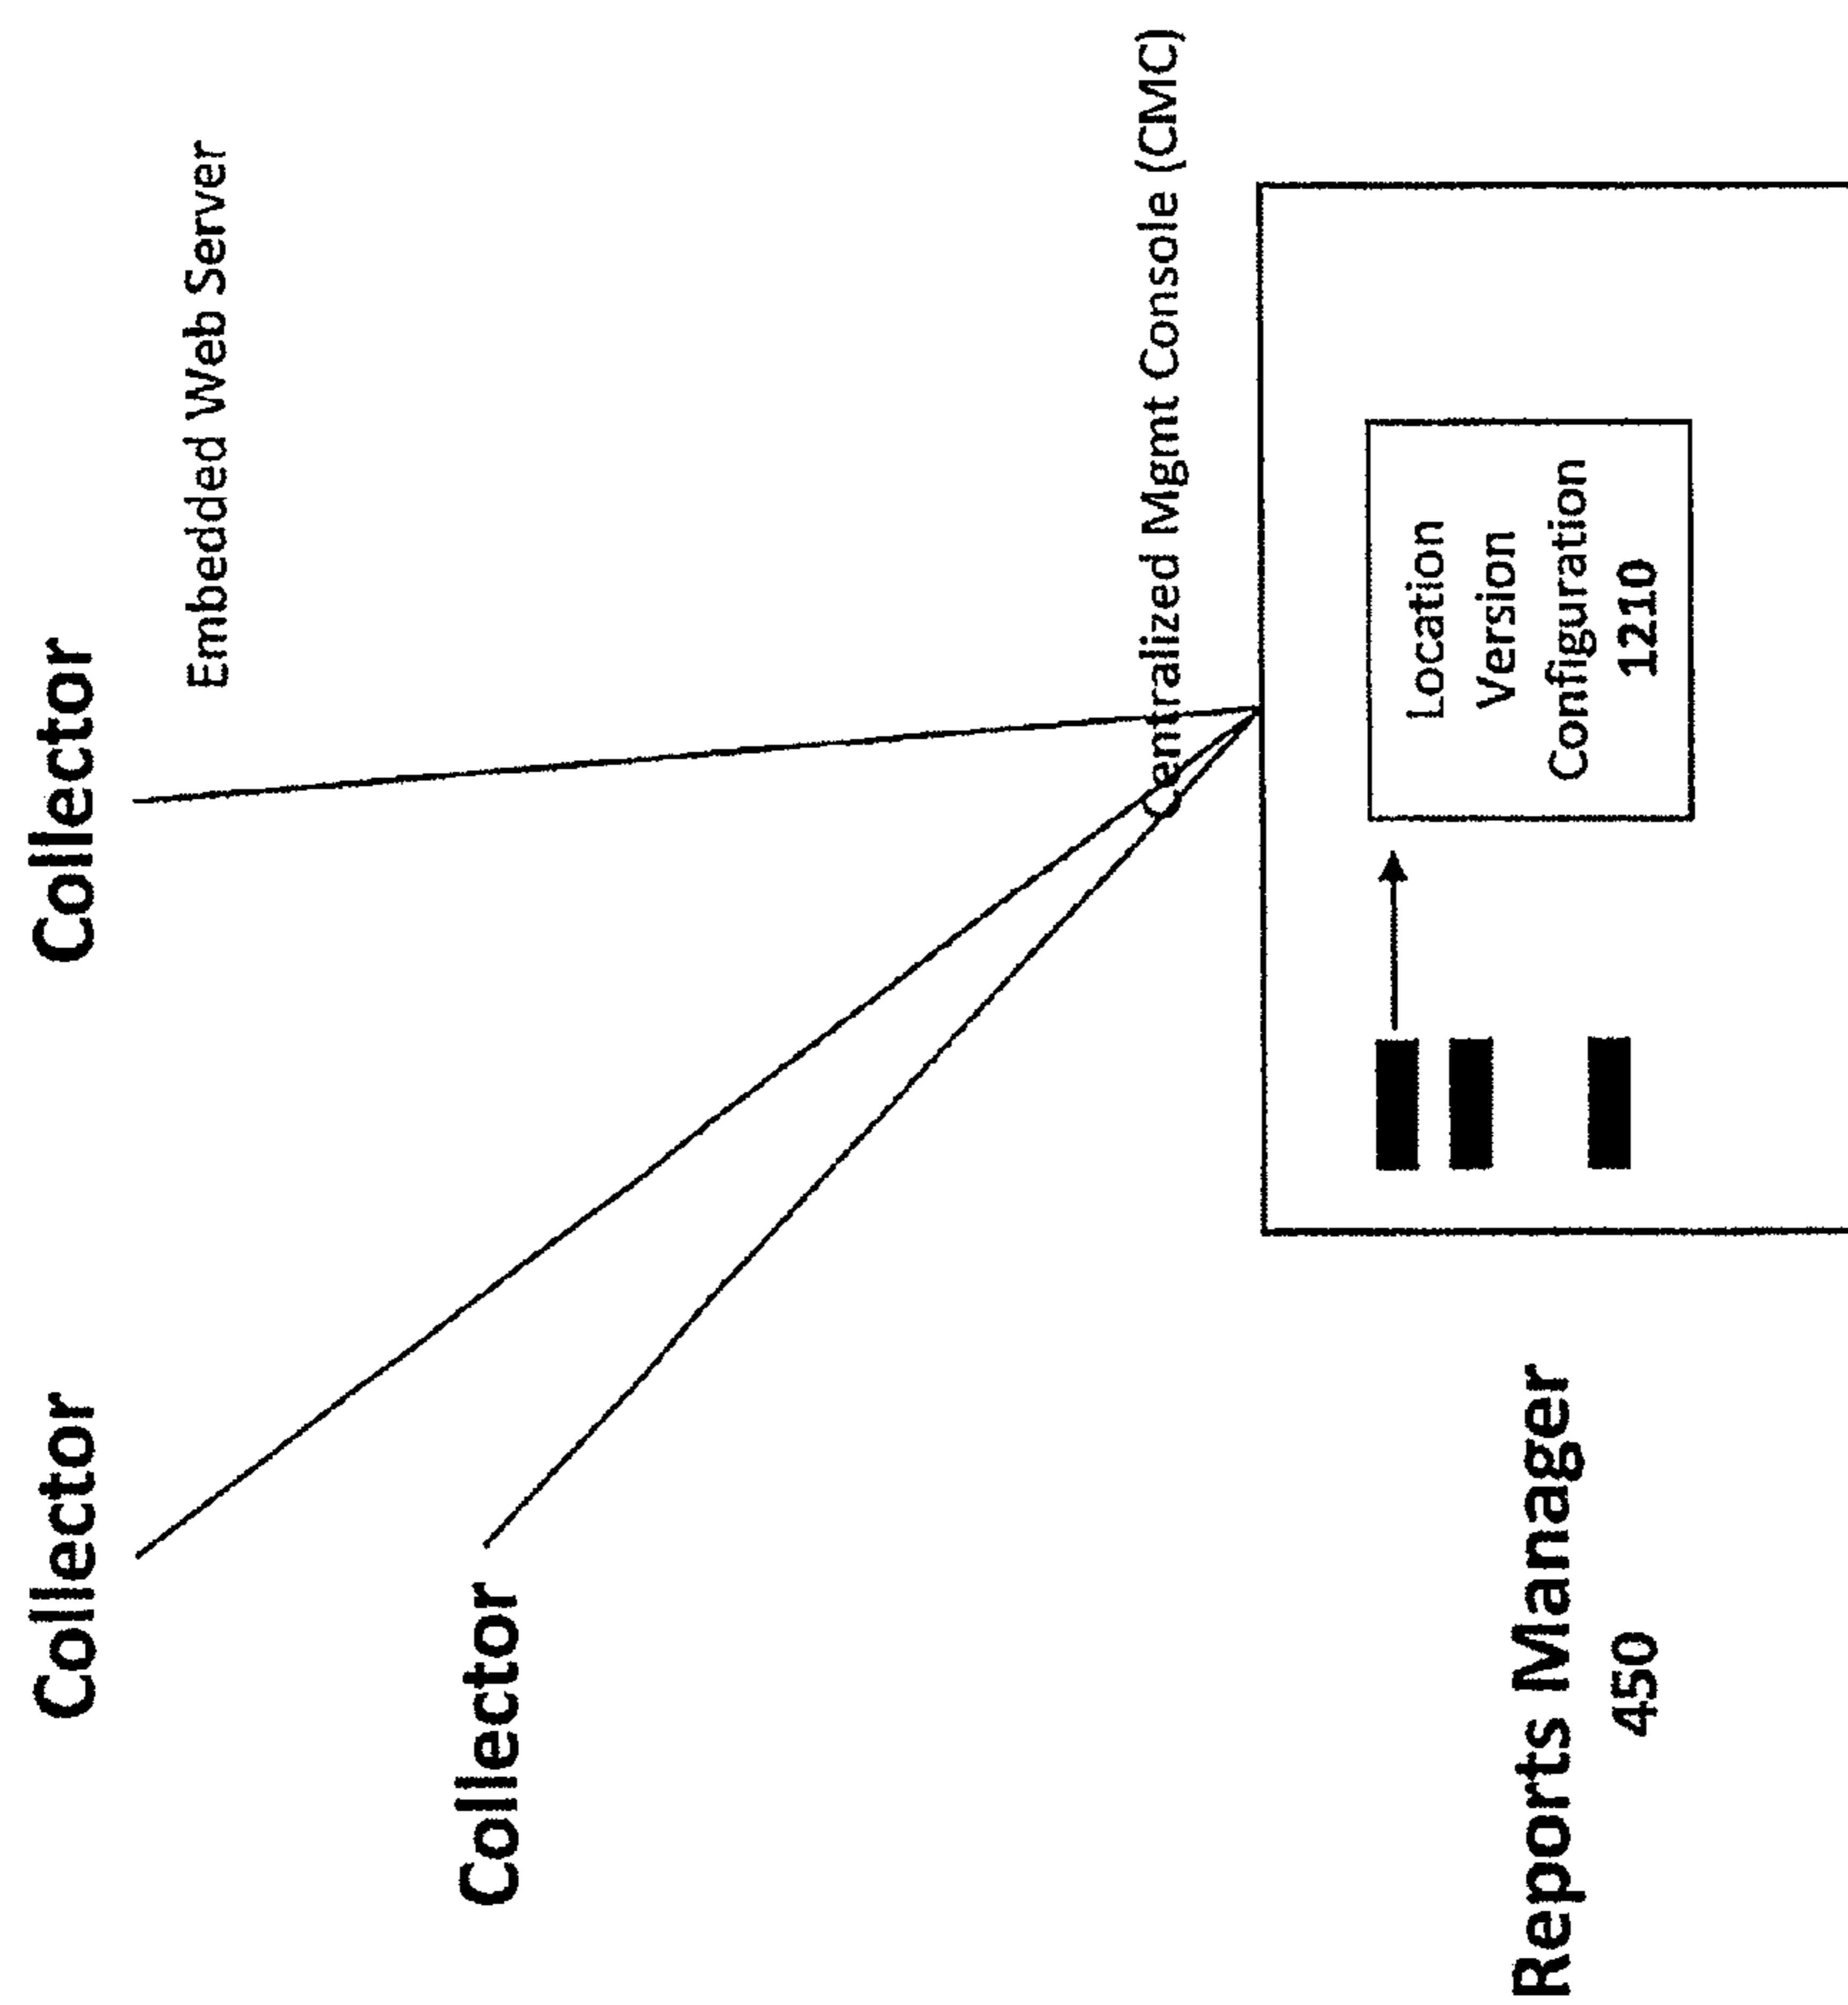 Collector
Collector
Embedded Web Server
Collector
Centralized Mgmt Console (CMC)
Reports Manager
450
Location
Version
Configuration
1210